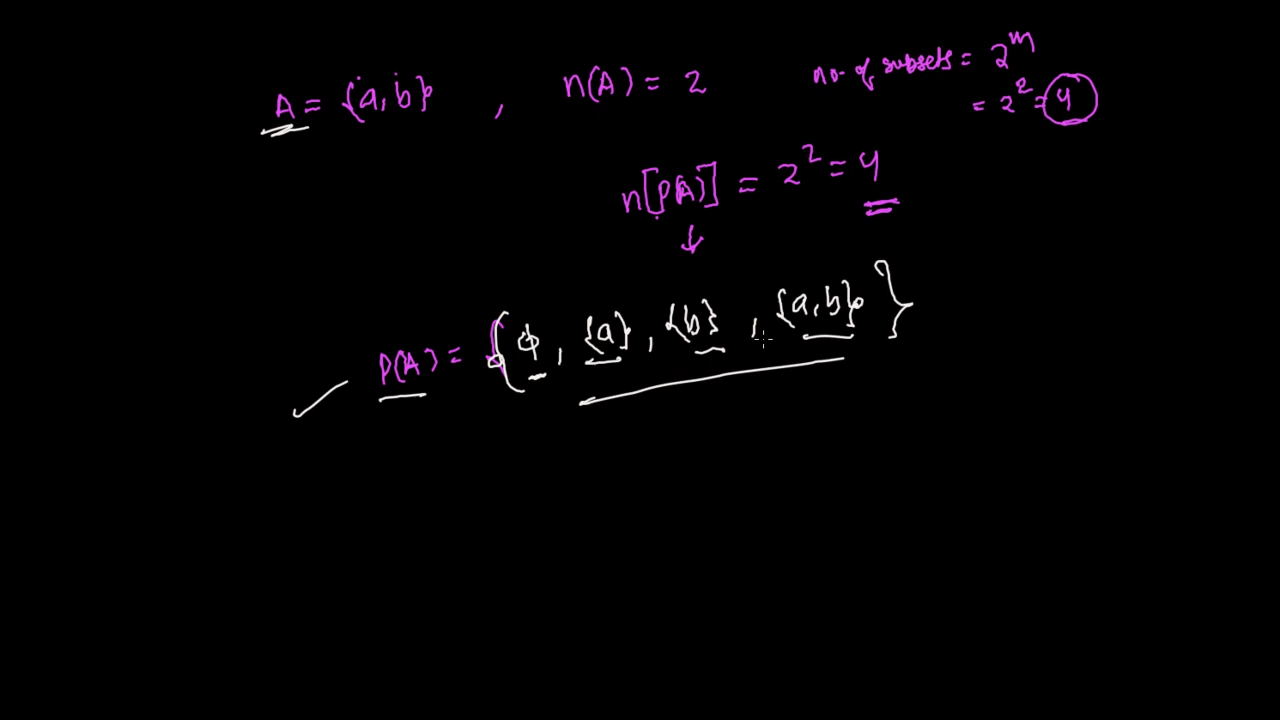 A = {a, b} , n(A) = 2 no. of subsets = 2^m
= 2^2 = 4
n[P(A)] = 2^2 = 4
↓
P(A) = {ϕ, {a}, {b}, {a, b}}